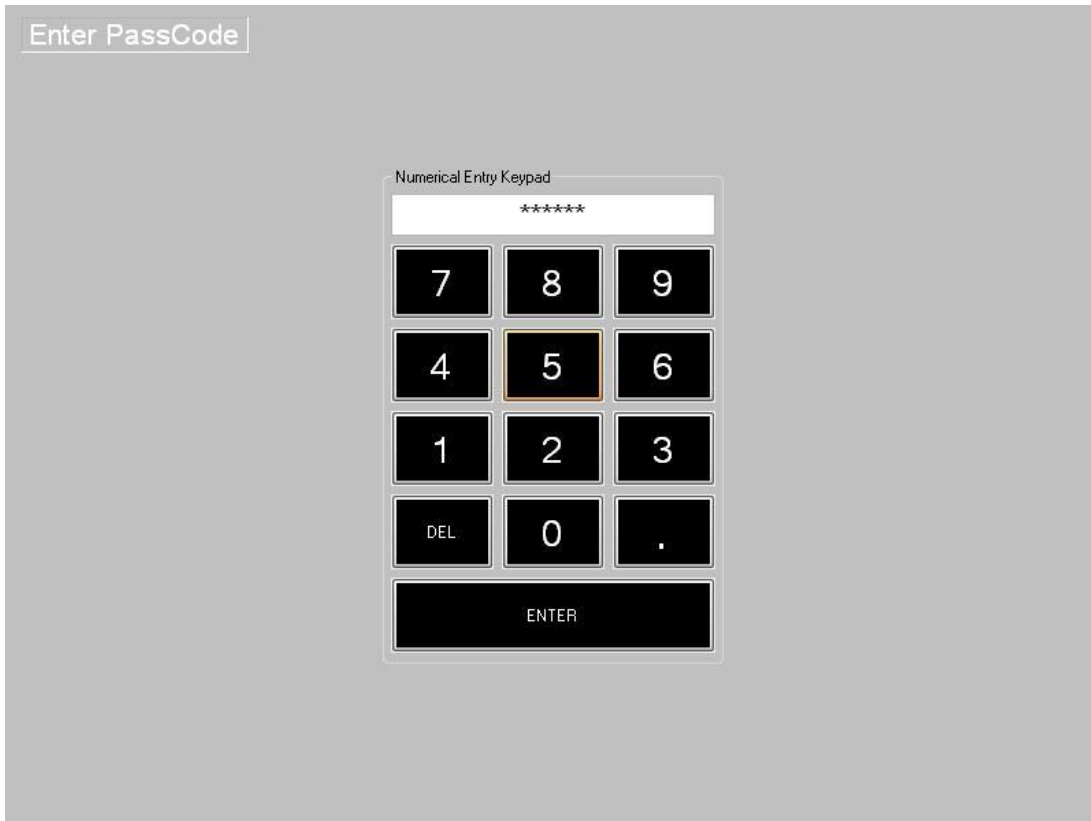 Enter PassCode
Numerical Entry Keypad
******
7 8 9
4 5 6
1 2 3
DEL 0 .
ENTER